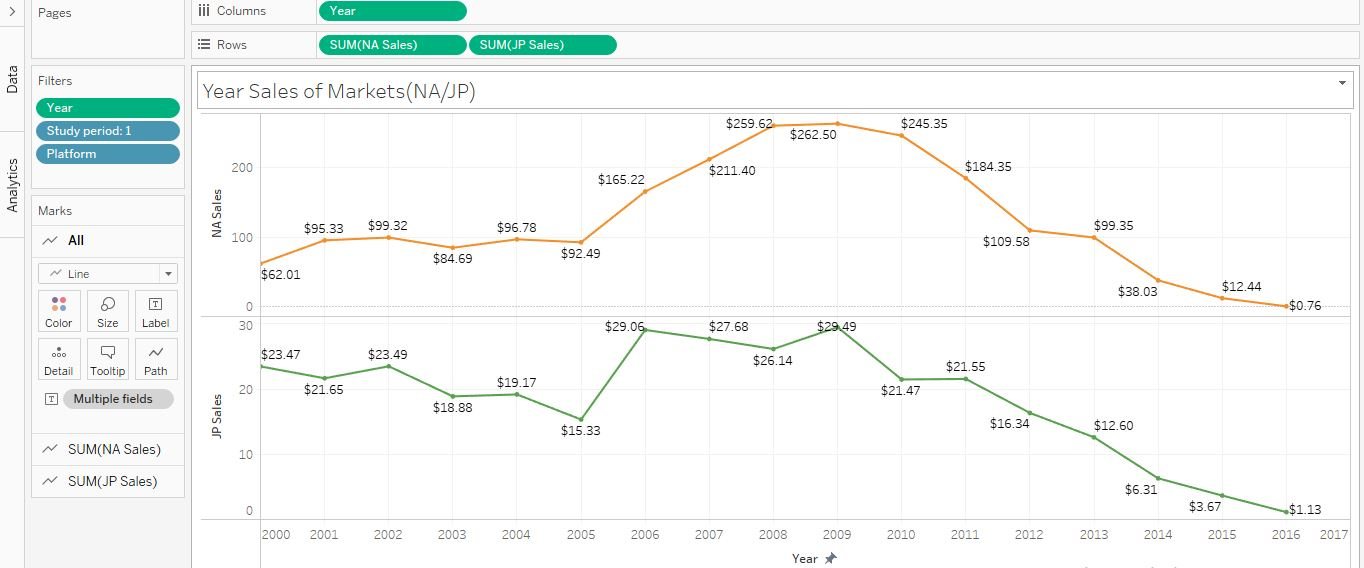 Pages
Columns
Year
Rows
SUM(NA Sales)
SUM(JP Sales)
Data
Analytics
Filters
Year
Study period: 1
Platform
Marks
All
Line
Color
Size
Label
Detail
Tooltip
Path
Multiple fields
SUM(NA Sales)
SUM(JP Sales)
Year Sales of Markets(NA/JP)
NA Sales
200
100
0
$62.01
$95.33
$99.32
$84.69
$96.78
$92.49
$165.22
$211.40
$259.62
$262.50
$245.35
$184.35
$109.58
$99.35
$38.03
$12.44
$0.76
JP Sales
30
20
10
0
$23.47
$21.65
$23.49
$18.88
$19.17
$15.33
$29.06
$27.68
$26.14
$29.49
$21.47
$21.55
$16.34
$12.60
$6.31
$3.67
$1.13
2000 2001 2002 2003 2004 2005 2006 2007 2008 2009 2010 2011 2012 2013 2014 2015 2016 2017
Year